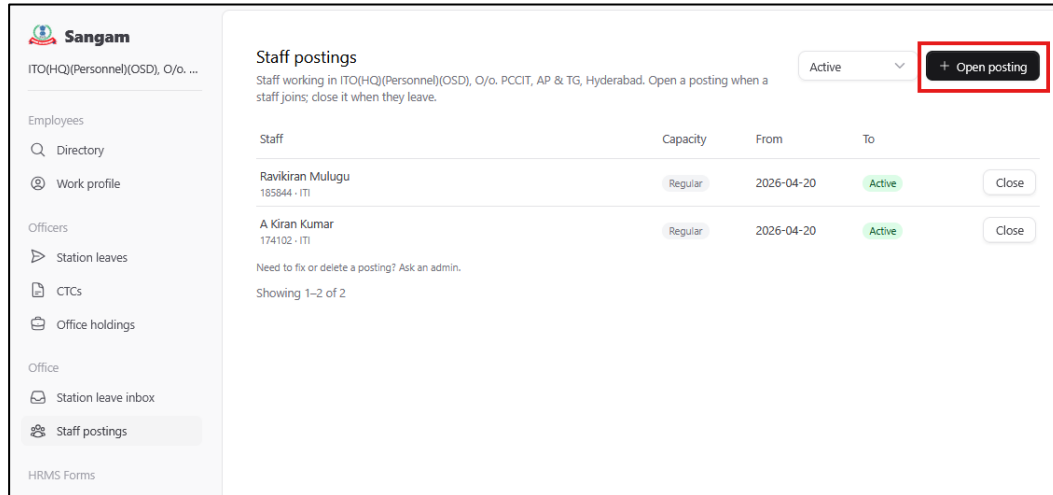 Sangam
ITO(HQ)(Personnel)(OSD), O/o. ...
Employees
Directory
Work profile
Officers
Station leaves
CTCs
Office holdings
Office
Station leave inbox
Staff postings
HRMS Forms
Staff postings
Staff working in ITO(HQ)(Personnel)(OSD), O/o. PCCIT, AP & TG, Hyderabad. Open a posting when a
staff joins; close it when they leave.
Active
+ Open posting
Staff Capacity From To
Ravikiran Mulugu
185844 · ITI
Regular 2026-04-20 Active Close
A Kiran Kumar
174102 · ITI
Regular 2026-04-20 Active Close
Need to fix or delete a posting? Ask an admin.
Showing 1–2 of 2